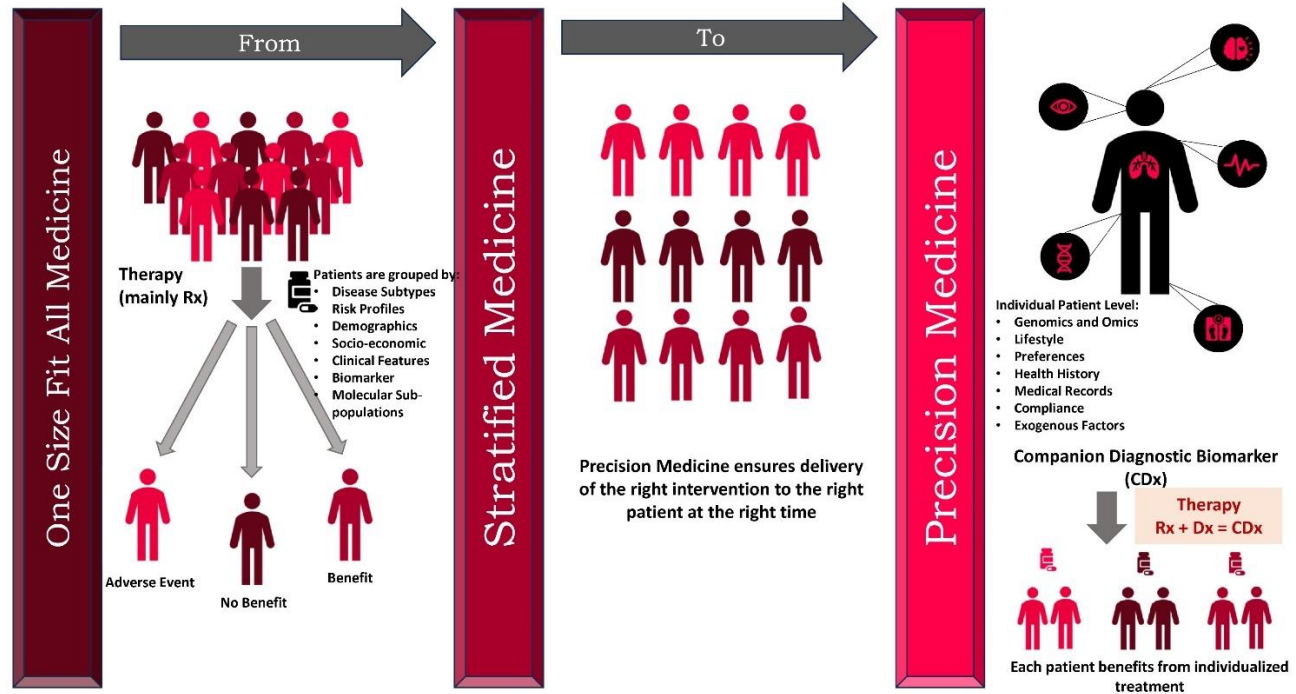 One Size Fit All Medicine
From
Therapy
(mainly Rx)
Patients are grouped by:
• Disease Subtypes
• Risk Profiles
• Demographics
• Socio-economic
• Clinical Features
• Biomarker
• Molecular Sub-
populations
Adverse Event
No Benefit
Benefit
Stratified Medicine
To
Precision Medicine ensures delivery
of the right intervention to the right
patient at the right time
Precision Medicine
Individual Patient Level:
• Genomics and Omics
• Lifestyle
• Preferences
• Health History
• Medical Records
• Compliance
• Exogenous Factors
Companion Diagnostic Biomarker
(CDx)
Therapy
Rx + Dx = CDx
Each patient benefits from individualized
treatment